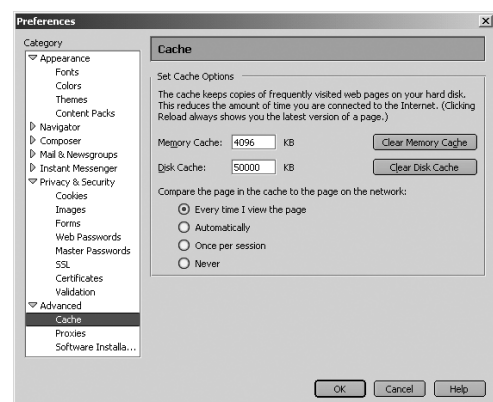 Preferences
Category
Appearance
Fonts
Colors
Themes
Content Packs
Navigator
Composer
Mail & Newsgroups
Instant Messenger
Privacy & Security
Cookies
Images
Forms
Web Passwords
Master Passwords
SSL
Certificates
Validation
Advanced
Cache
Proxies
Software Installa...
Cache
Set Cache Options
The cache keeps copies of frequently visited web pages on your hard disk.
This reduces the amount of time you are connected to the Internet. (Clicking
Reload always shows you the latest version of a page.)
Memory Cache: 4096 KB Clear Memory Cache
Disk Cache: 50000 KB Clear Disk Cache
Compare the page in the cache to the page on the network:
Every time I view the page
Automatically
Once per session
Never
OK Cancel Help